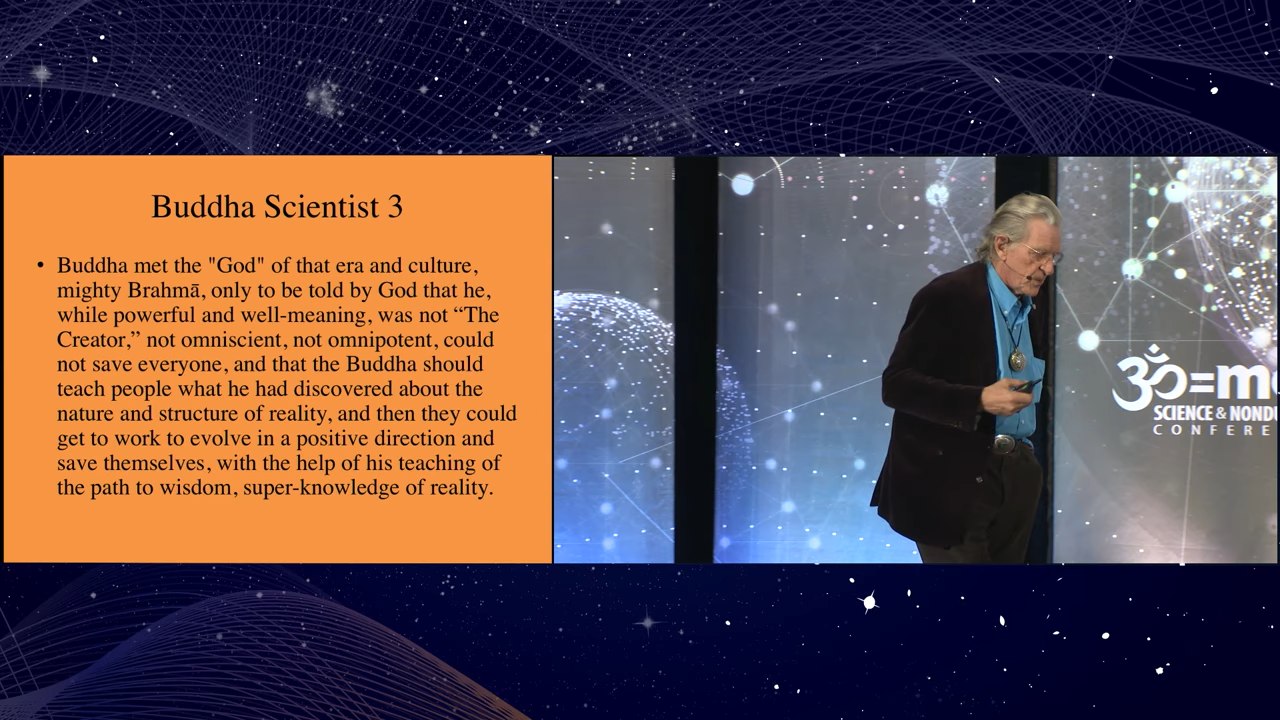 Buddha Scientist 3
• Buddha met the "God" of that era and culture,
mighty Brahmā, only to be told by God that he,
while powerful and well-meaning, was not “The
Creator,” not omniscient, not omnipotent, could
not save everyone, and that the Buddha should
teach people what he had discovered about the
nature and structure of reality, and then they could
get to work to evolve in a positive direction and
save themselves, with the help of his teaching of
the path to wisdom, super-knowledge of reality.
ॐ=m
SCIENCE & NONDU
CONFERE